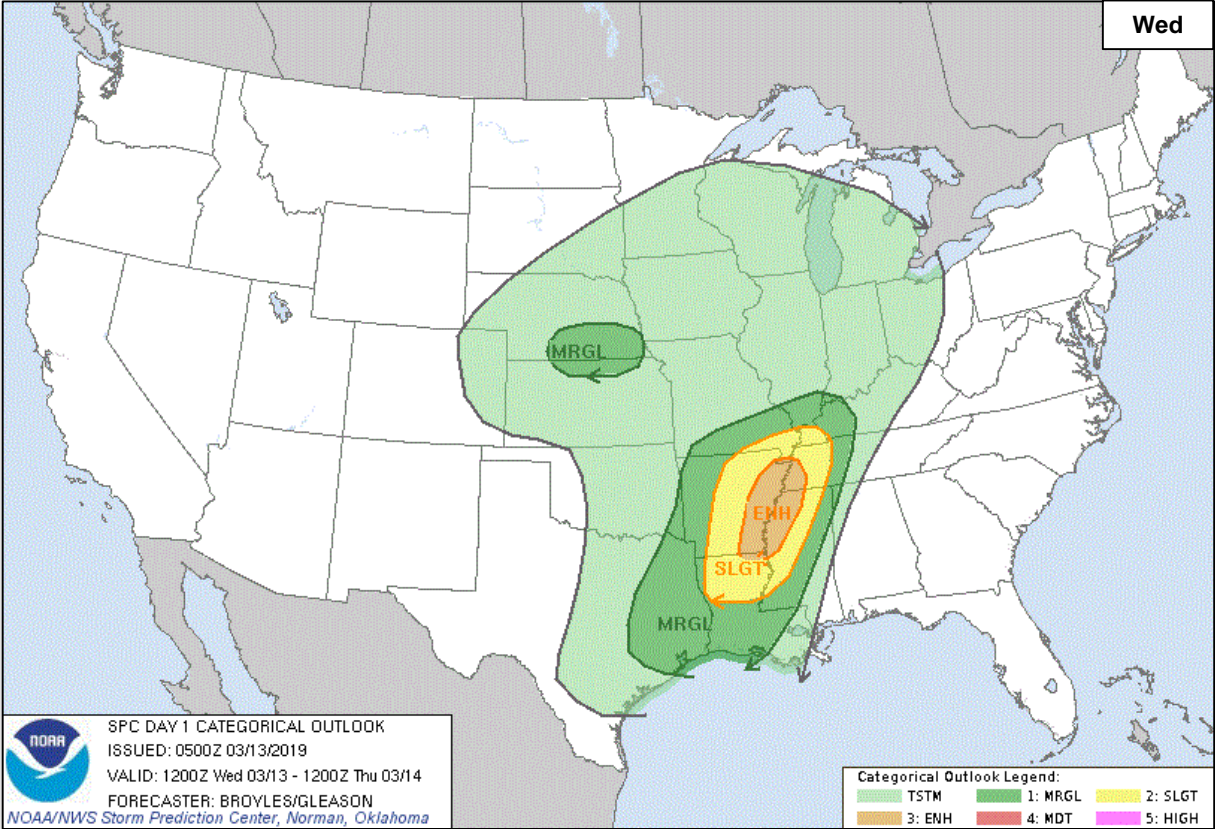 Wed
MRGL
ENH
SLGT
MRGL
NOAA
SPC DAY 1 CATEGORICAL OUTLOOK
ISSUED: 0500Z 03/13/2019
VALID: 1200Z Wed 03/13 - 1200Z Thu 03/14
FORECASTER: BROYLES/GLEASON
NOAA/NWS Storm Prediction Center, Norman, Oklahoma
Categorical Outlook Legend:
TSTM 1: MRGL 2: SLGT
3: ENH 4: MDT 5: HIGH